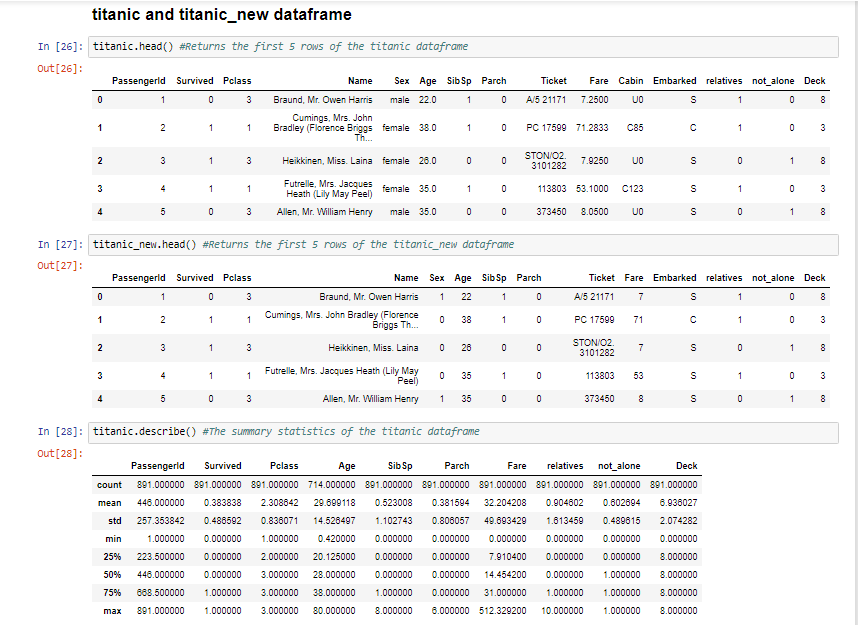 titanic and titanic_new dataframe
In [26]: titanic.head() #Returns the first 5 rows of the titanic dataframe
Out[26]:
PassengerId Survived Pclass Name Sex Age SibSp Parch Ticket Fare Cabin Embarked relatives not_alone Deck
0 1 0 3 Braund, Mr. Owen Harris male 22.0 1 0 A/5 21171 7.2500 U0 S 1 0 8
Cumings, Mrs. John
1 2 1 1 Bradley (Florence Briggs female 38.0 1 0 PC 17599 71.2833 C85 C 1 0 3
Th...
2 3 1 3 Heikkinen, Miss. Laina female 26.0 0 0 STON/O2. 7.9250 U0 S 0 1 8
3101282
3 4 1 1 Futrelle, Mrs. Jacques female 35.0 1 0 113803 53.1000 C123 S 1 0 3
Heath (Lily May Peel)
4 5 0 3 Allen, Mr. William Henry male 35.0 0 0 373450 8.0500 U0 S 0 1 8
In [27]: titanic_new.head() #Returns the first 5 rows of the titanic_new dataframe
Out[27]:
PassengerId Survived Pclass Name Sex Age SibSp Parch Ticket Fare Embarked relatives not_alone Deck
0 1 0 3 Braund, Mr. Owen Harris 1 22 1 0 A/5 21171 7 S 1 0 8
1 2 1 1 Cumings, Mrs. John Bradley (Florence 0 38 1 0 PC 17599 71 C 1 0 3
Briggs Th...
2 3 1 3 Heikkinen, Miss. Laina 0 26 0 0 STON/O2. 7 S 0 1 8
3101282
3 4 1 1 Futrelle, Mrs. Jacques Heath (Lily May 0 35 1 0 113803 53 S 1 0 3
Peel)
4 5 0 3 Allen, Mr. William Henry 1 35 0 0 373450 8 S 0 1 8
In [28]: titanic.describe() #The summary statistics of the titanic dataframe
Out[28]:
PassengerId Survived Pclass Age SibSp Parch Fare relatives not_alone Deck
count 891.000000 891.000000 891.000000 714.000000 891.000000 891.000000 891.000000 891.000000 891.000000 891.000000
mean 446.000000 0.383838 2.308642 29.699118 0.523008 0.381594 32.204208 0.904602 0.602694 6.936027
std 257.353842 0.486592 0.836071 14.526497 1.102743 0.806057 49.693429 1.613459 0.489615 2.074282
min 1.000000 0.000000 1.000000 0.420000 0.000000 0.000000 0.000000 0.000000 0.000000 0.000000
25% 223.500000 0.000000 2.000000 20.125000 0.000000 0.000000 7.910400 0.000000 0.000000 8.000000
50% 446.000000 0.000000 3.000000 28.000000 0.000000 0.000000 14.454200 0.000000 1.000000 8.000000
75% 668.500000 1.000000 3.000000 38.000000 1.000000 0.000000 31.000000 1.000000 1.000000 8.000000
max 891.000000 1.000000 3.000000 80.000000 8.000000 6.000000 512.329200 10.000000 1.000000 8.000000